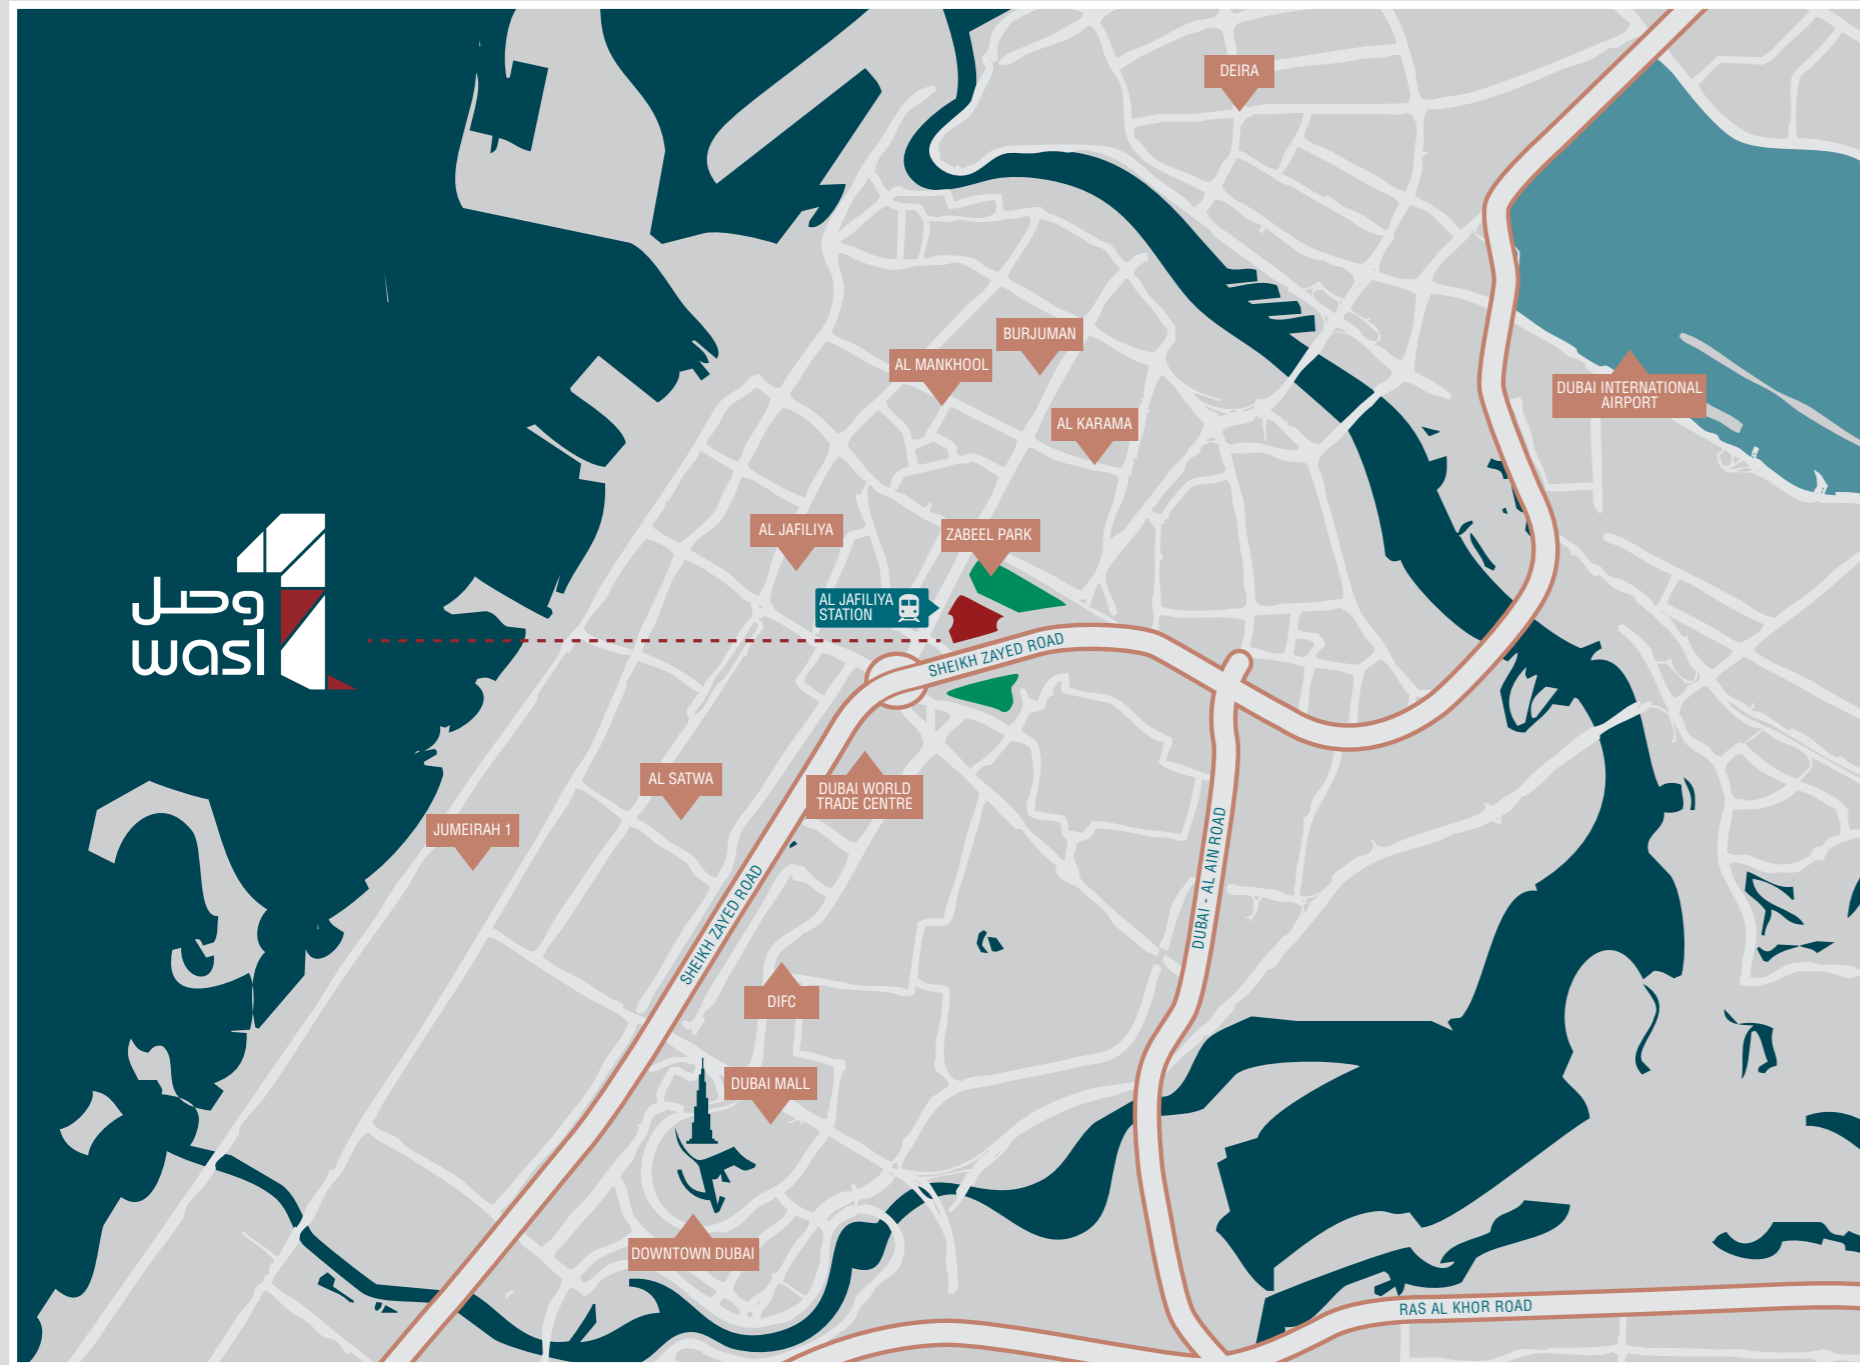 DEIRA
BURJUMAN
AL MANKHOOL
DUBAI INTERNATIONAL
AIRPORT
AL KARAMA
AL JAFILIYA
ZABEEL PARK
AL JAFILIYA
STATION
وصل
wasl
SHEIKH ZAYED ROAD
AL SATWA
DUBAI WORLD
TRADE CENTRE
JUMEIRAH 1
SHEIKH ZAYED ROAD
DUBAI - AL AIN ROAD
DIFC
DUBAI MALL
DOWNTOWN DUBAI
RAS AL KHOR ROAD